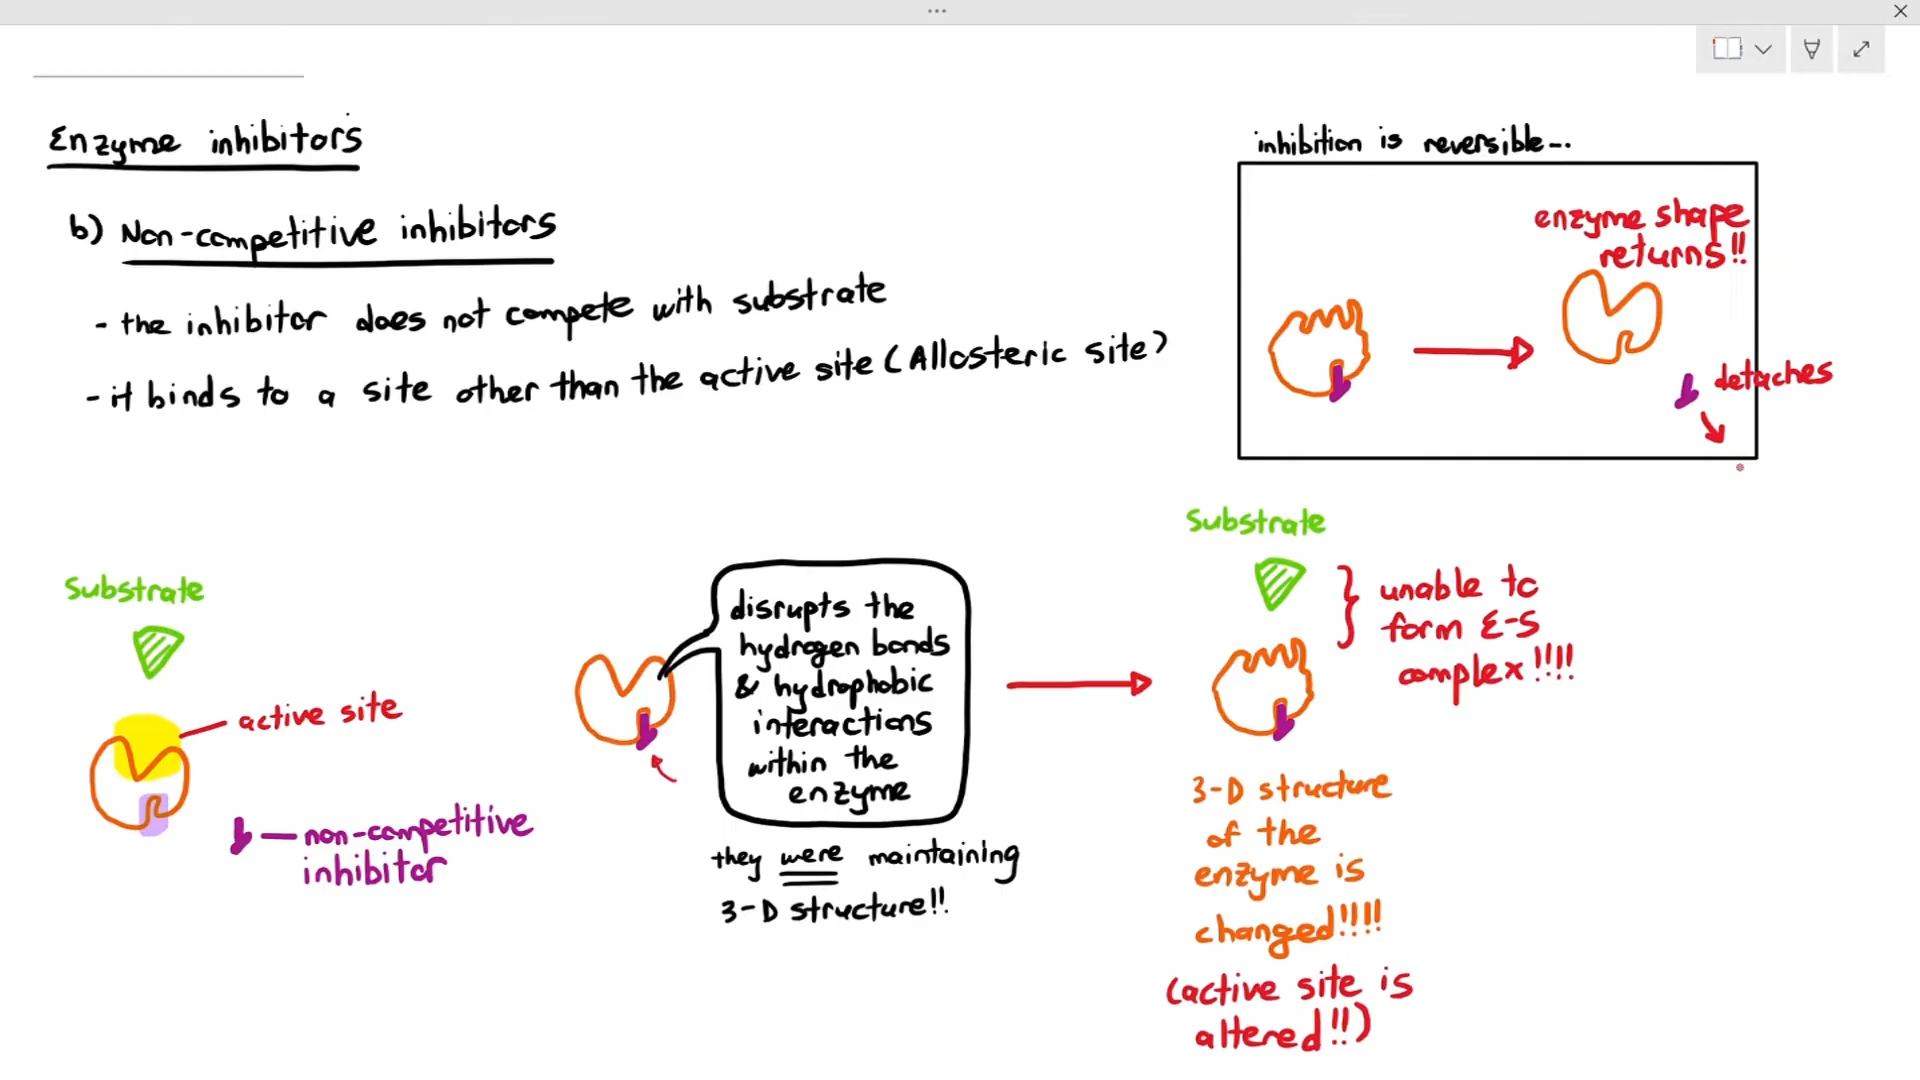 Enzyme inhibitors
b) Non-competitive inhibitors
- the inhibitor does not compete with substrate
- it binds to a site other than the active site (Allosteric site)
inhibition is reversible...
enzyme shape
returns!!
detaches
Substrate
active site
non-competitive
inhibitor
disrupts the
hydrogen bonds
& hydrophobic
interactions
within the
enzyme
they were maintaining
3-D structure!!
Substrate
unable to
form E-S
complex!!!!
3-D structure
of the
enzyme is
changed!!!!
(active site is
altered!!)